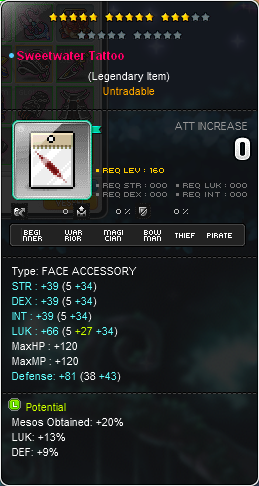 Sweetwater Tattoo
(Legendary Item)
Untradable
ATT INCREASE
0
REQ LEV : 160
REQ STR : 000 REQ LUK : 000
REQ DEX : 000 REQ INT : 000
0 0 % 0 %
BEGINNER WARRIOR MAGICIAN BOWMAN THIEF PIRATE
Type: FACE ACCESSORY
STR : +39 (5 +34)
DEX : +39 (5 +34)
INT : +39 (5 +34)
LUK : +66 (5 +27 +34)
MaxHP : +120
MaxMP : +120
Defense: +81 (38 +43)
L Potential
Mesos Obtained: +20%
LUK: +13%
DEF: +9%